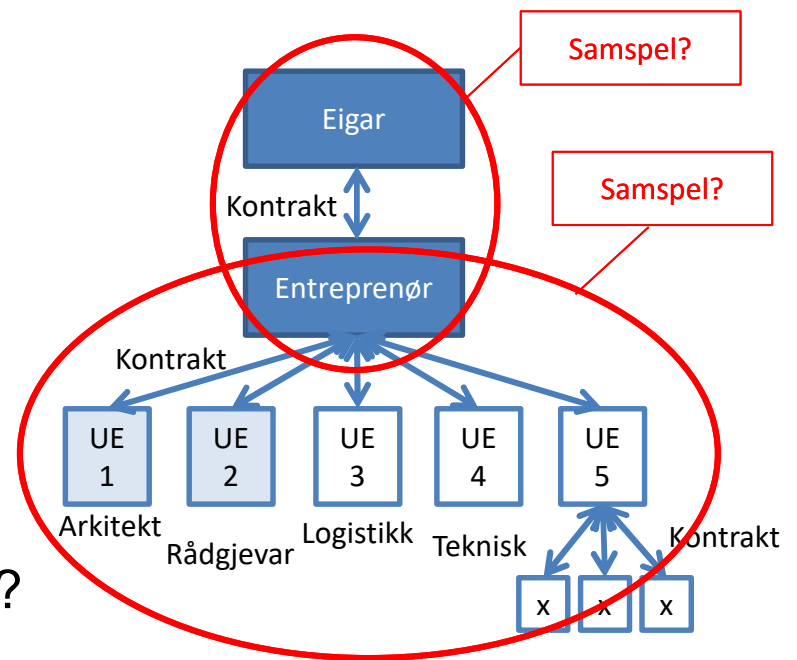 Samspel?
Eigar
Samspel?
Kontrakt
Entreprenør
Kontrakt
UE
1
UE
2
UE
3
UE
4
UE
5
Arkitekt
Rådgjevar
Logistikk
Teknisk
Kontrakt
?
x
x
x